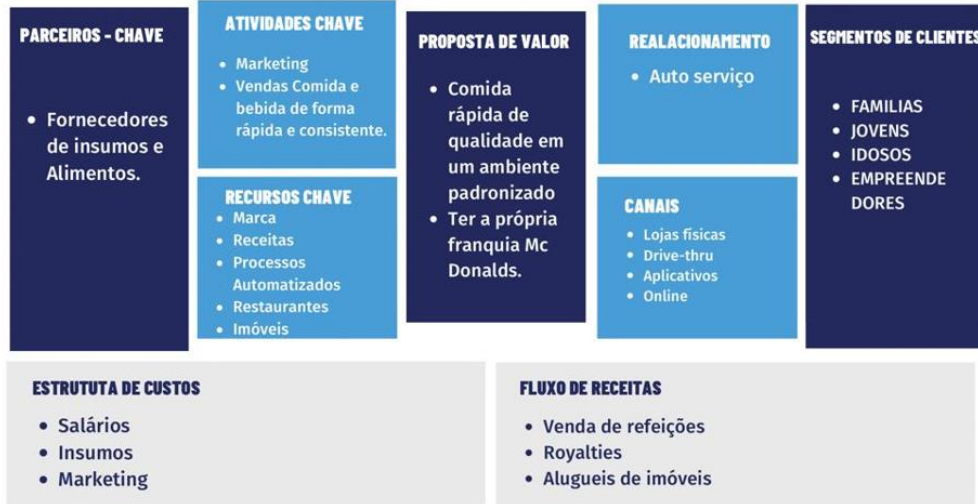 PARCEIROS - CHAVE
• Fornecedores
de insumos e
Alimentos.
ATIVIDADES CHAVE
• Marketing
• Vendas Comida e
bebida de forma
rápida e consistente.
RECURSOS CHAVE
• Marca
• Receitas
• Processos
Automatizados
• Restaurantes
• Imóveis
PROPOSTA DE VALOR
• Comida
rápida de
qualidade em
um ambiente
padronizado
• Ter a própria
franquia Mc
Donalds.
REALACIONAMENTO
• Auto serviço
CANAIS
• Lojas físicas
• Drive-thru
• Aplicativos
• Online
SEGMENTOS DE CLIENTES
• FAMILIAS
• JOVENS
• IDOSOS
• EMPREENDE
DORES
ESTRUTUTA DE CUSTOS
• Salários
• Insumos
• Marketing
FLUXO DE RECEITAS
• Venda de refeições
• Royalties
• Alugueis de imóveis